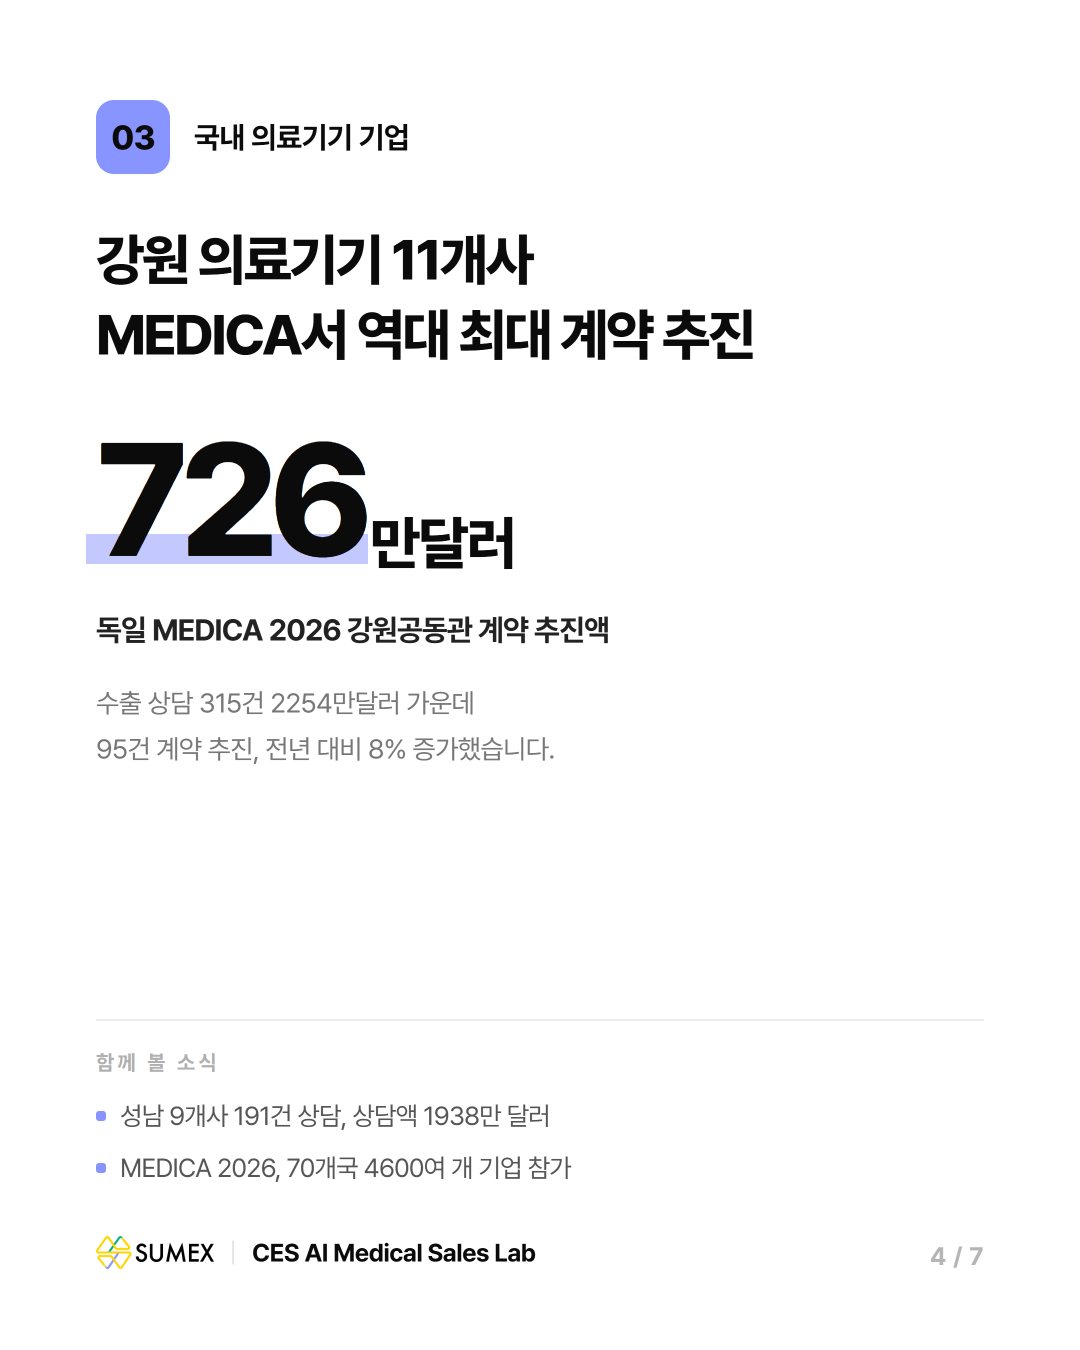 03
국내 의료기기 기업
강원 의료기기 11개사
MEDICA서 역대 최대 계약 추진
726만달러
독일 MEDICA 2026 강원공동관 계약 추진액
수출 상담 315건 2254만달러 가운데
95건 계약 추진, 전년 대비 8% 증가했습니다.
함께 볼 소식
성남 9개사 191건 상담, 상담액 1938만 달러
MEDICA 2026, 70개국 4600여 개 기업 참가
SUMEX
CES AI Medical Sales Lab
4 / 7